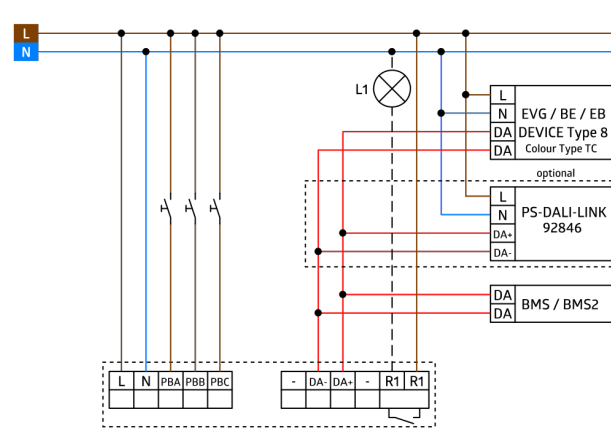 L
N
L1
L
N EVG / BE / EB
DA DEVICE Type 8
DA Colour Type TC
optional
L
N PS-DALI-LINK
DA+ 92846
DA-
DA
DA BMS / BMS2
L N PBA PBB PBC - DA- DA+ - R1 R1